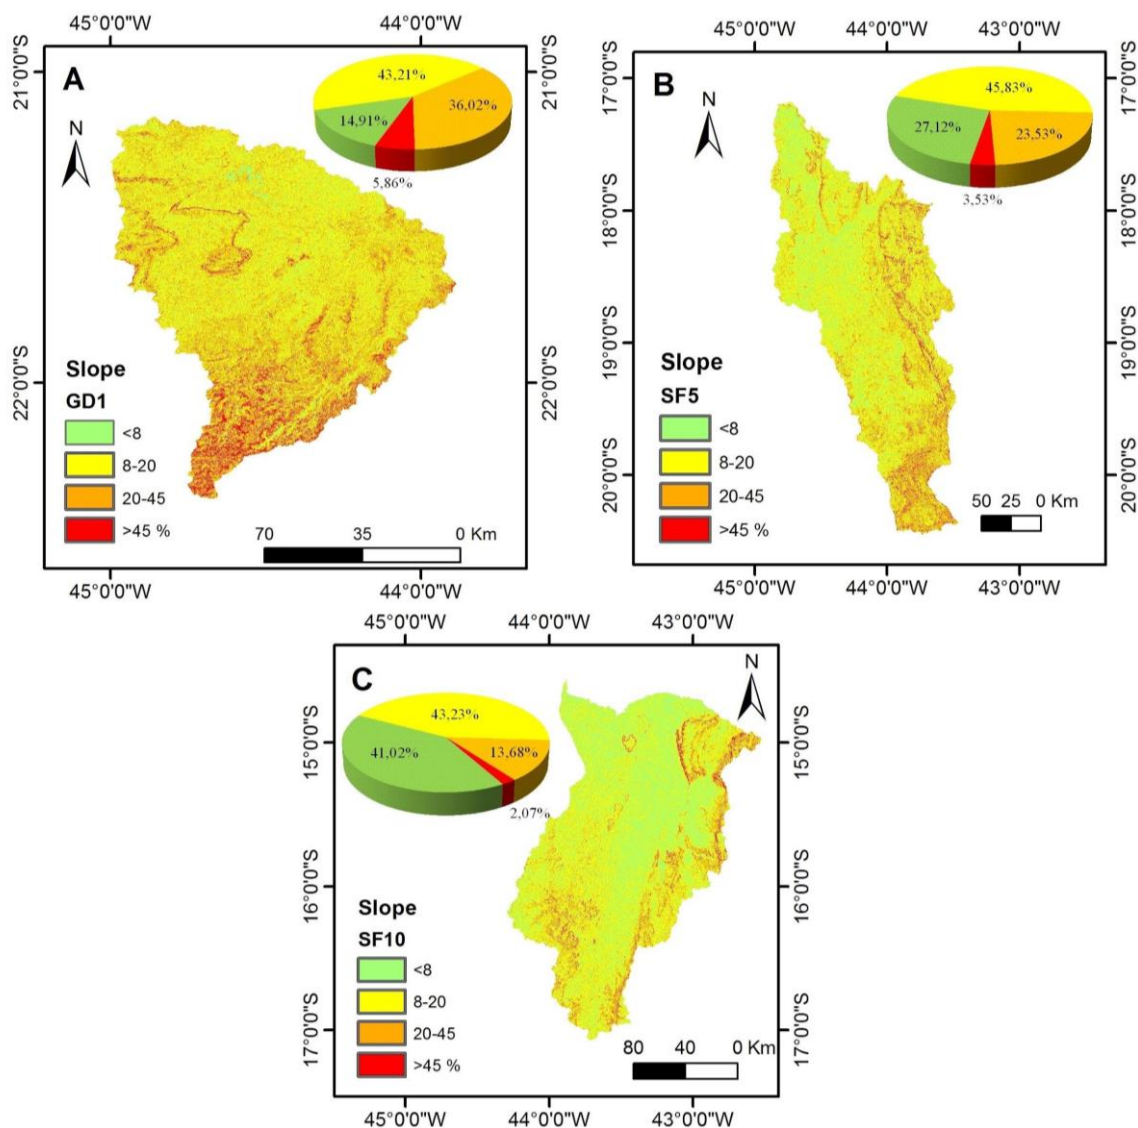 45°0'0"W 44°0'0"W
21°0'0"S
22°0'0"S
A
N
43,21%
36,02%
14,91%
5,86%
Slope
GD1
<8
8-20
20-45
>45 %
70 35 0 Km
45°0'0"W 44°0'0"W
45°0'0"W 44°0'0"W 43°0'0"W
17°0'0"S 17°0'0"S
18°0'0"S 18°0'0"S
19°0'0"S 19°0'0"S
20°0'0"S 20°0'0"S
B
N
45,83%
27,12%
23,53%
3,53%
Slope
SF5
<8
8-20
20-45
>45 %
50 25 0 Km
45°0'0"W 44°0'0"W 43°0'0"W
45°0'0"W 44°0'0"W 43°0'0"W
15°0'0"S 15°0'0"S
16°0'0"S 16°0'0"S
17°0'0"S 17°0'0"S
C
N
43,23%
41,02%
13,68%
2,07%
Slope
SF10
<8
8-20
20-45
>45 %
80 40 0 Km
45°0'0"W 44°0'0"W 43°0'0"W